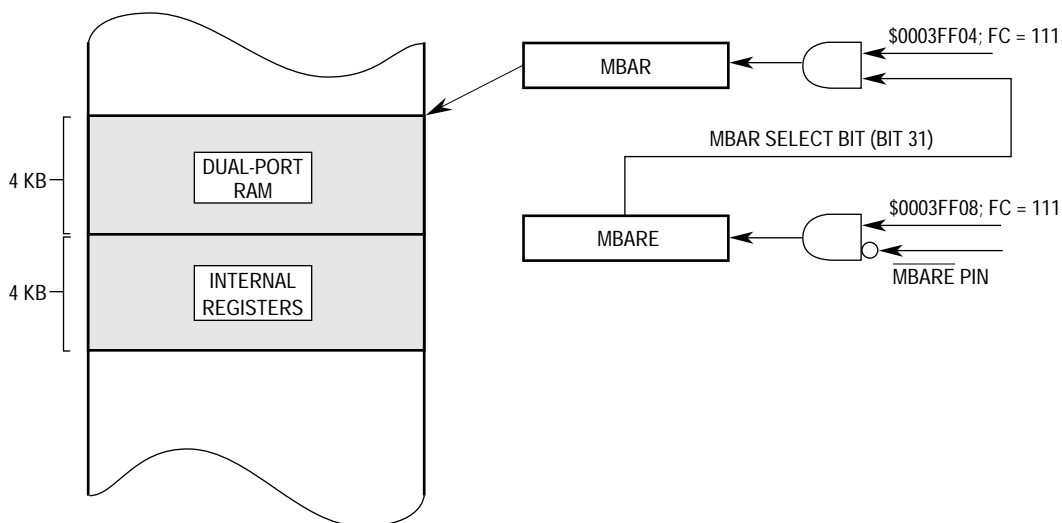 $0003FF04; FC = 111
MBAR
MBAR SELECT BIT (BIT 31)
DUAL-PORT
RAM
4 KB
$0003FF08; FC = 111
MBARE
MBARE PIN
INTERNAL
REGISTERS
4 KB